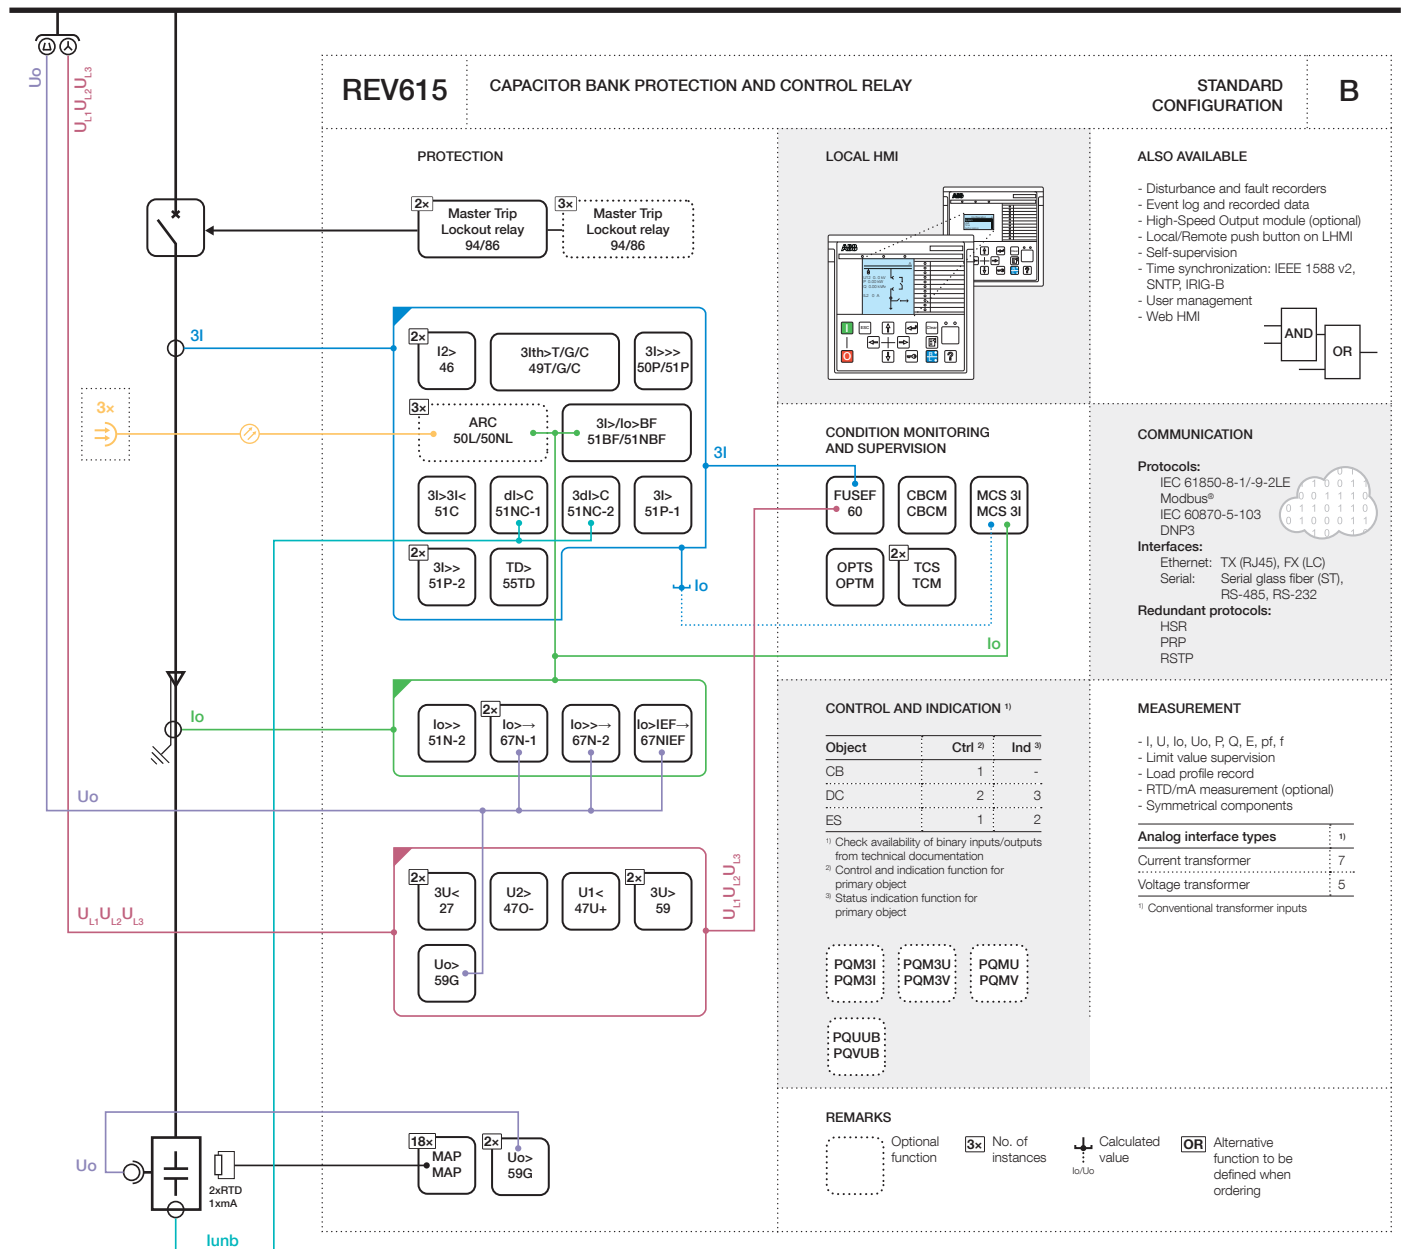 REV615
CAPACITOR BANK PROTECTION AND CONTROL RELAY
STANDARD
CONFIGURATION
B
Uo
UL1UL2UL3
PROTECTION
2×
Master Trip
Lockout relay
94/86
3×
Master Trip
Lockout relay
94/86
3I
2×
I2>
46
3Ith>T/G/C
49T/G/C
3I>>>
50P/51P
3×
3×
ARC
50L/50NL
3I>/Io>BF
51BF/51NBF
3I
3I>3I<
51C
dI>C
51NC-1
3dI>C
51NC-2
3I>
51P-1
2×
3I>>
51P-2
TD>
55TD
Io
Io
Io
Io>>
51N-2
2×
Io>→
67N-1
Io>>→
67N-2
Io>IEF→
67NIEF
Uo
2×
3U<
27
U2>
47O-
U1<
47U+
2×
3U>
59
UL1UL2UL3
UL1UL2UL3
Uo>
59G
Uo
2xRTD
1xmA
18×
MAP
MAP
2×
Uo>
59G
Iunb
LOCAL HMI
ABB
ABB
ESC
Clear
CONDITION MONITORING
AND SUPERVISION
FUSEF
60
CBCM
CBCM
MCS 3I
MCS 3I
OPTS
OPTM
2×
TCS
TCM
CONTROL AND INDICATION 1)
Object Ctrl 2) Ind 3)
CB 1 -
DC 2 3
ES 1 2
1) Check availability of binary inputs/outputs
from technical documentation
2) Control and indication function for
primary object
3) Status indication function for
primary object
PQM3I
PQM3I
PQM3U
PQM3V
PQMU
PQMV
PQUUB
PQVUB
ALSO AVAILABLE
- Disturbance and fault recorders
- Event log and recorded data
- High-Speed Output module (optional)
- Local/Remote push button on LHMI
- Self-supervision
- Time synchronization: IEEE 1588 v2,
SNTP, IRIG-B
- User management
- Web HMI
AND
OR
COMMUNICATION
Protocols:
IEC 61850-8-1/-9-2LE
Modbus®
IEC 60870-5-103
DNP3
Interfaces:
Ethernet: TX (RJ45), FX (LC)
Serial: Serial glass fiber (ST),
RS-485, RS-232
Redundant protocols:
HSR
PRP
RSTP
MEASUREMENT
- I, U, Io, Uo, P, Q, E, pf, f
- Limit value supervision
- Load profile record
- RTD/mA measurement (optional)
- Symmetrical components
Analog interface types 1)
Current transformer 7
Voltage transformer 5
1) Conventional transformer inputs
REMARKS
Optional
function
3×
No. of
instances
Io/Uo
Calculated
value
OR
Alternative
function to be
defined when
ordering